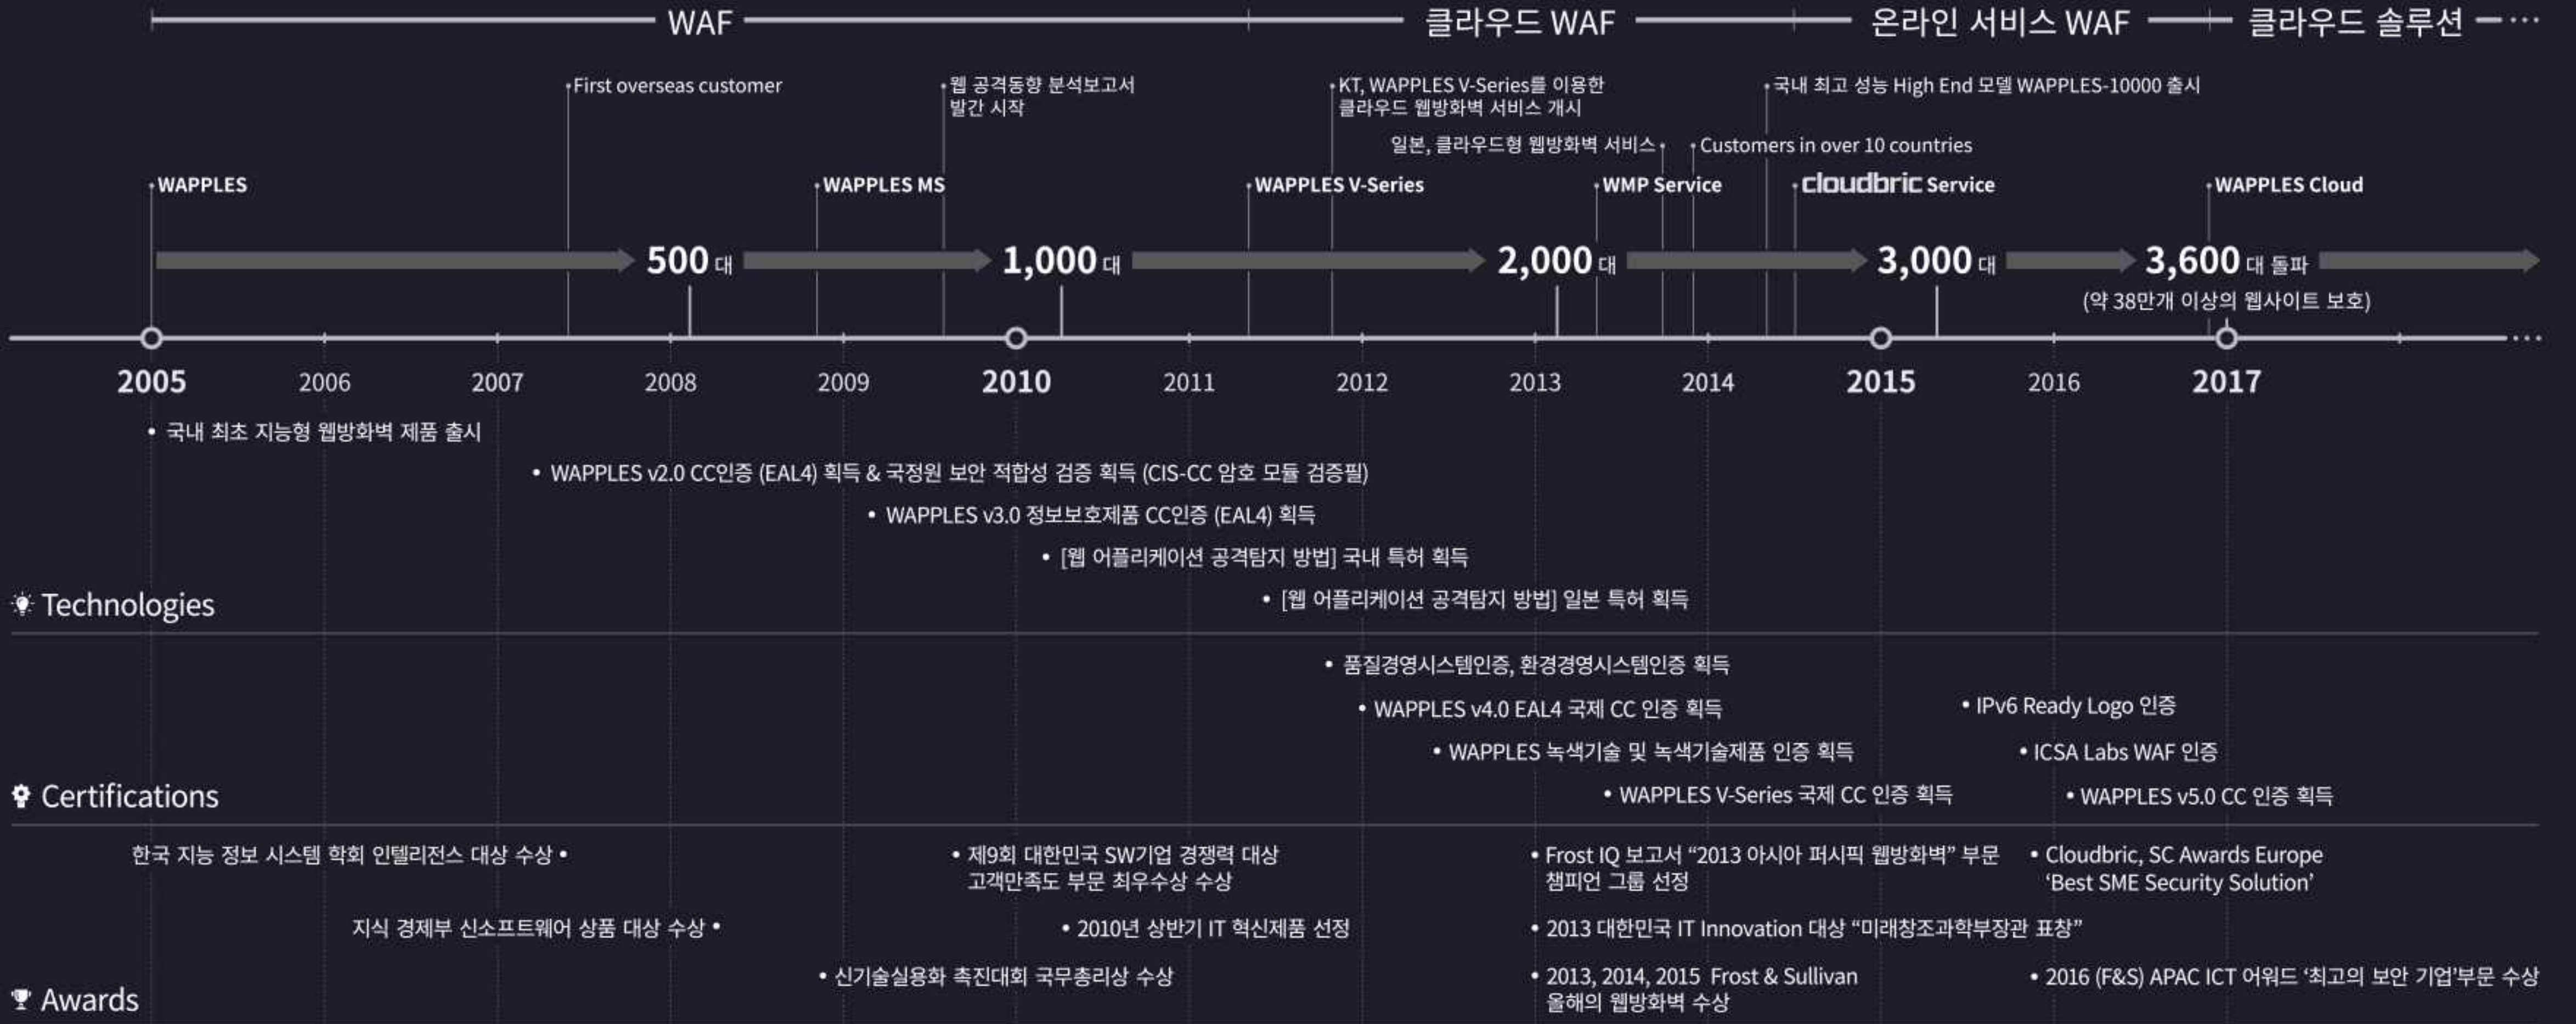 WAF 클라우드 WAF 온라인 서비스 WAF 클라우드 솔루션 ...
First overseas customer
웹 공격동향 분석보고서
발간 시작
KT, WAPPLES V-Series를 이용한
클라우드 웹방화벽 서비스 개시
국내 최고 성능 High End 모델 WAPPLES-10000 출시
일본, 클라우드형 웹방화벽 서비스
Customers in over 10 countries
WAPPLES
WAPPLES MS
WAPPLES V-Series
WMP Service
cloudbric Service
WAPPLES Cloud
500 대
1,000 대
2,000 대
3,000 대
3,600 대 돌파
(약 38만개 이상의 웹사이트 보호)
2005 2006 2007 2008 2009 2010 2011 2012 2013 2014 2015 2016 2017
• 국내 최초 지능형 웹방화벽 제품 출시
• WAPPLES v2.0 CC인증 (EAL4) 획득 & 국정원 보안 적합성 검증 획득 (CIS-CC 암호 모듈 검증필)
• WAPPLES v3.0 정보보호제품 CC인증 (EAL4) 획득
• [웹 어플리케이션 공격탐지 방법] 국내 특허 획득
• [웹 어플리케이션 공격탐지 방법] 일본 특허 획득
Technologies
• 품질경영시스템인증, 환경경영시스템인증 획득
• WAPPLES v4.0 EAL4 국제 CC 인증 획득
• IPv6 Ready Logo 인증
• WAPPLES 녹색기술 및 녹색기술제품 인증 획득
• ICSA Labs WAF 인증
• WAPPLES V-Series 국제 CC 인증 획득
• WAPPLES v5.0 CC 인증 획득
Certifications
한국 지능 정보 시스템 학회 인텔리전스 대상 수상 •
• 제9회 대한민국 SW기업 경쟁력 대상
고객만족도 부문 최우수상 수상
• Frost IQ 보고서 “2013 아시아 퍼시픽 웹방화벽” 부문
챔피언 그룹 선정
• Cloudbric, SC Awards Europe
‘Best SME Security Solution’
지식 경제부 신소프트웨어 상품 대상 수상 •
• 2010년 상반기 IT 혁신제품 선정
• 2013 대한민국 IT Innovation 대상 “미래창조과학부장관 표창”
• 신기술실용화 촉진대회 국무총리상 수상
• 2013, 2014, 2015 Frost & Sullivan
올해의 웹방화벽 수상
• 2016 (F&S) APAC ICT 어워드 ‘최고의 보안 기업’부문 수상
Awards